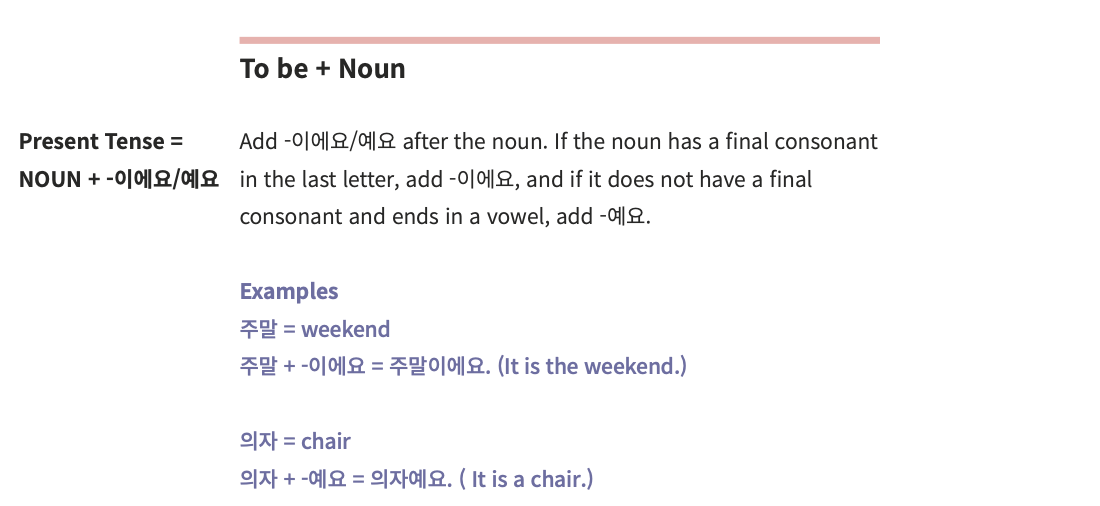 To be + Noun
Present Tense =
NOUN + -이에요/예요
Add -이에요/예요 after the noun. If the noun has a final consonant
in the last letter, add -이에요, and if it does not have a final
consonant and ends in a vowel, add -예요.
Examples
주말 = weekend
주말 + -이에요 = 주말이에요. (It is the weekend.)
의자 = chair
의자 + -예요 = 의자예요. ( It is a chair.)